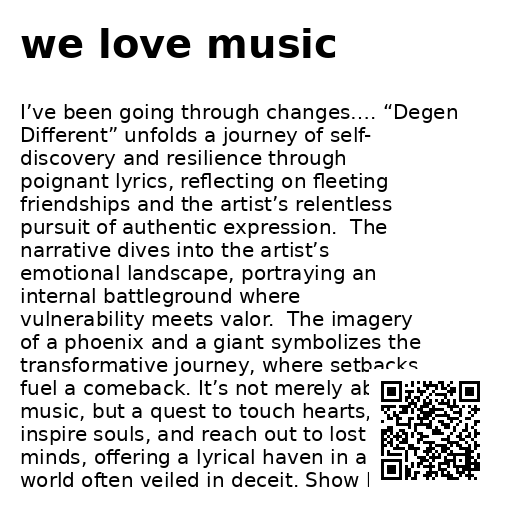 we love music
I’ve been going through changes…. “Degen
Different” unfolds a journey of self-
discovery and resilience through
poignant lyrics, reflecting on fleeting
friendships and the artist’s relentless
pursuit of authentic expression.  The
narrative dives into the artist’s
emotional landscape, portraying an
internal battleground where
vulnerability meets valor.  The imagery
of a phoenix and a giant symbolizes the
transformative journey, where setbacks
fuel a comeback. It’s not merely
music, but a quest to touch hearts,
inspire souls, and reach out to lost
minds, offering a lyrical haven in a
world often veiled in deceit. Show